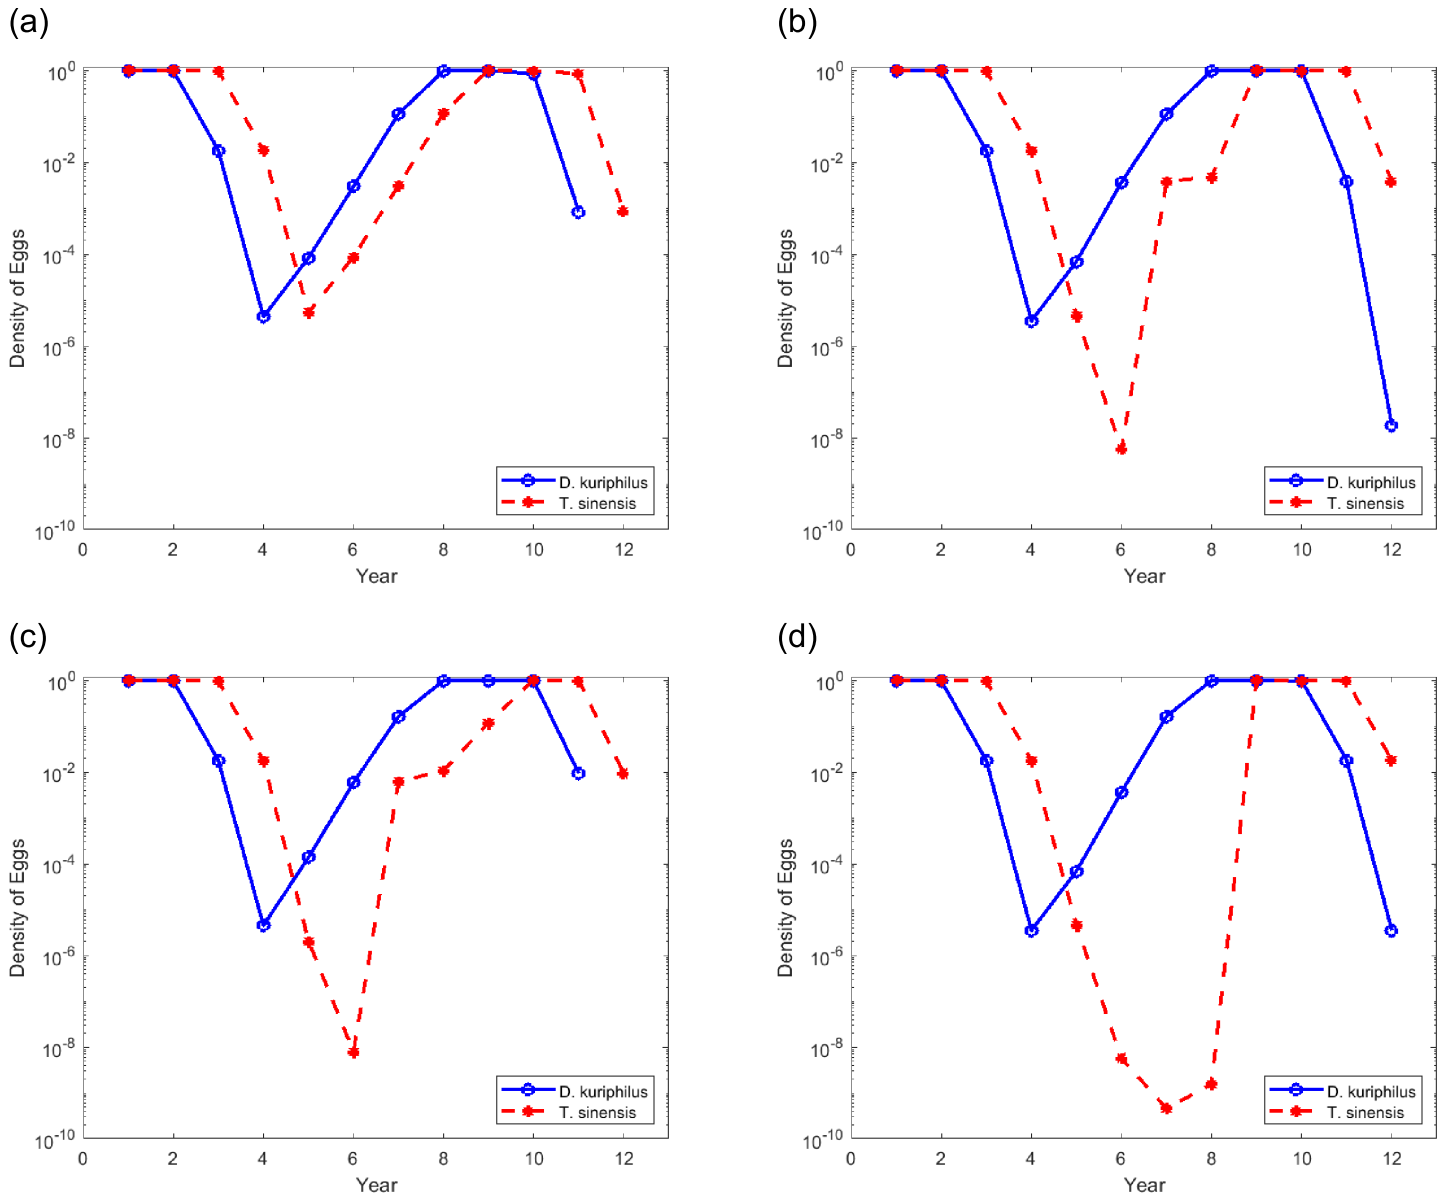 (a)
10^0
10^-2
10^-4
10^-6
10^-8
10^-10
Density of Eggs
0 2 4 6 8 10 12
Year
D. kuriphilus
T. sinensis
(b)
10^0
10^-2
10^-4
10^-6
10^-8
10^-10
Density of Eggs
0 2 4 6 8 10 12
Year
D. kuriphilus
T. sinensis
(c)
10^0
10^-2
10^-4
10^-6
10^-8
10^-10
Density of Eggs
0 2 4 6 8 10 12
Year
D. kuriphilus
T. sinensis
(d)
10^0
10^-2
10^-4
10^-6
10^-8
10^-10
Density of Eggs
0 2 4 6 8 10 12
Year
D. kuriphilus
T. sinensis